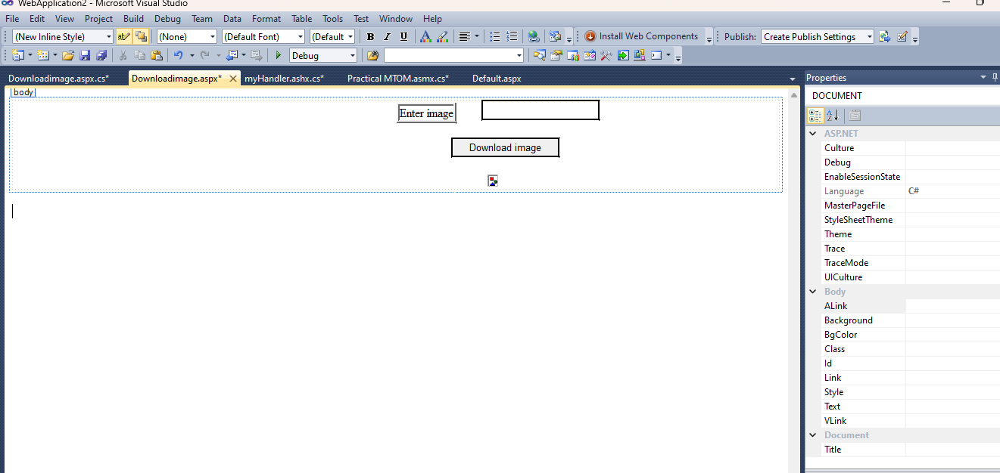 WebApplication2 - Microsoft Visual Studio
File Edit View Project Build Debug Team Data Format Table Tools Test Window Help
(New Inline Style) ab (None) (Default Font) (Default B I U A Install Web Components Publish: Create Publish Settings
Debug
Downloadimage.aspx.cs* Downloadimage.aspx* myHandler.ashx.cs* Practical MTOM.asmx.cs* Default.aspx
Properties
body
DOCUMENT
Enter image
Download image
A Z
ASP.NET
Culture
Debug
EnableSessionState
Language C#
MasterPageFile
StyleSheetTheme
Theme
Trace
TraceMode
UICulture
Body
ALink
Background
BgColor
Class
Id
Link
Style
Text
VLink
Document
Title